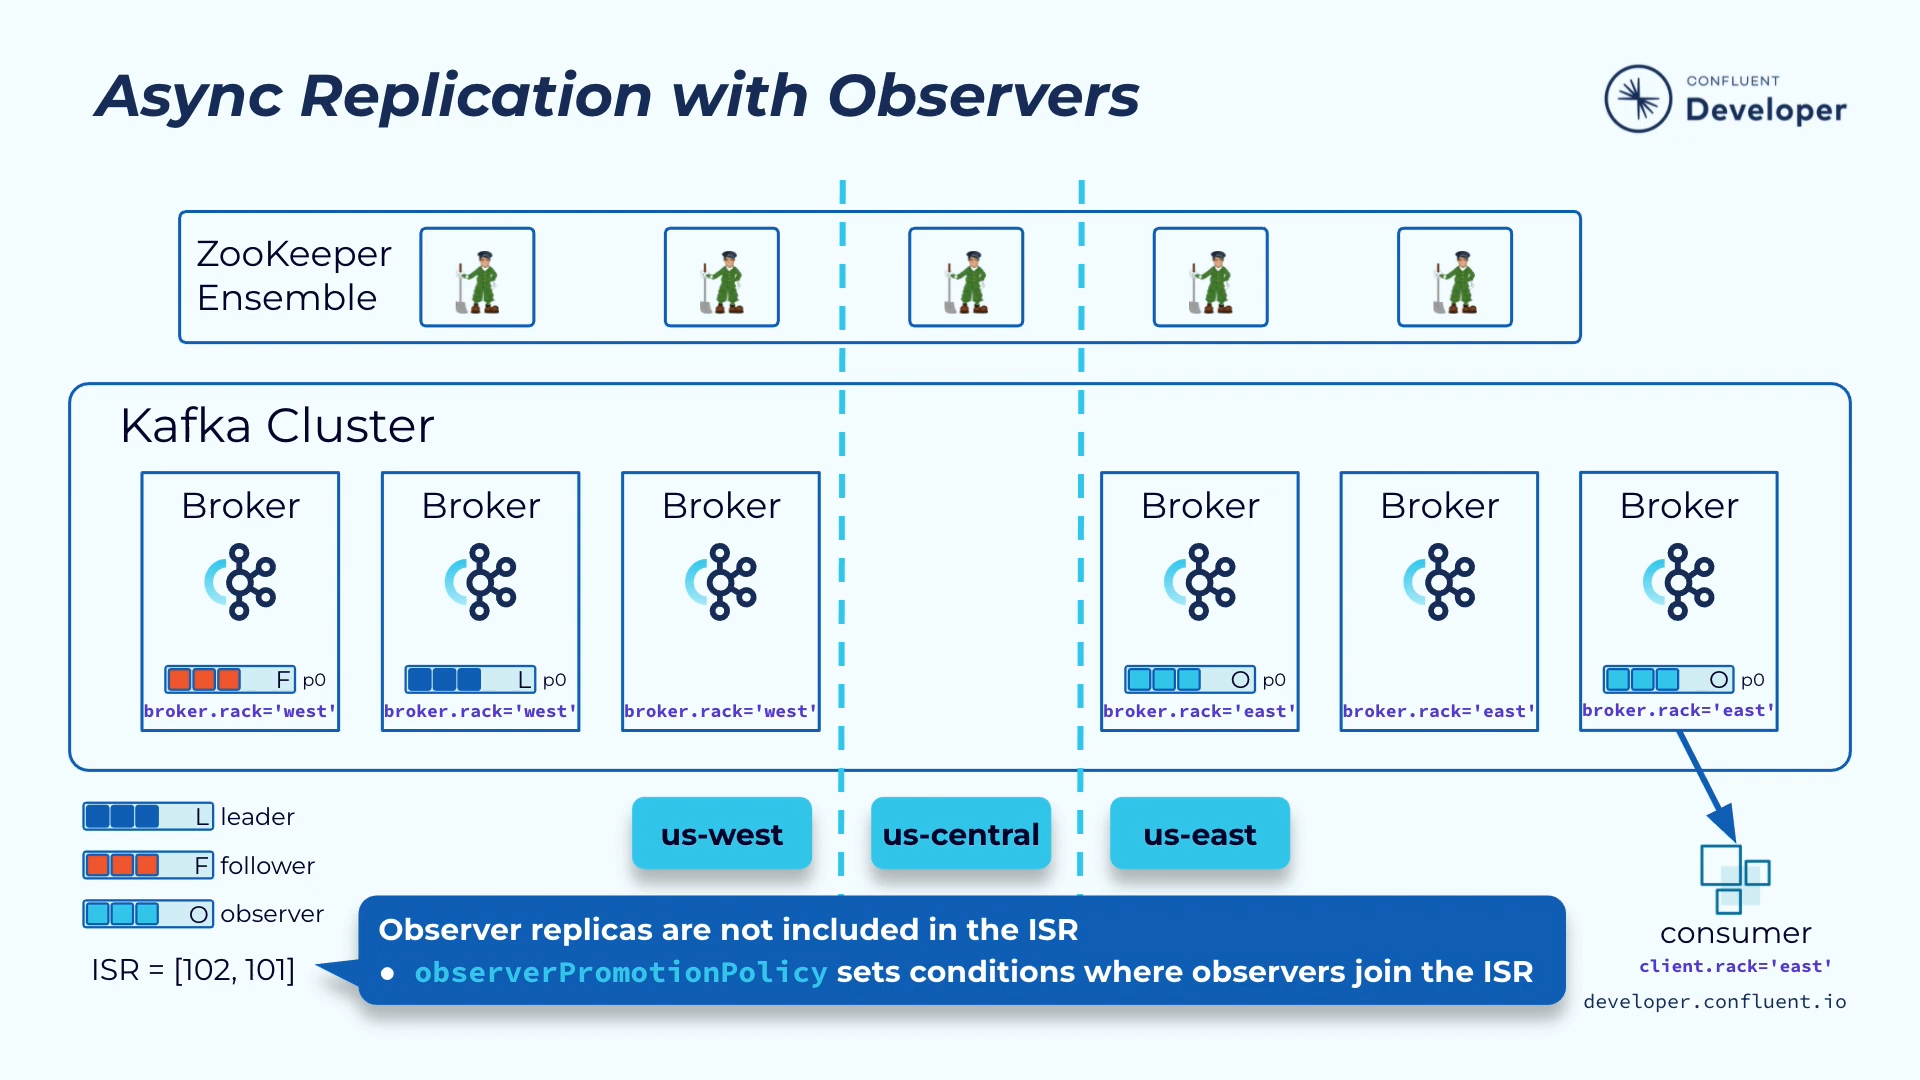 Async Replication with Observers
CONFLUENT
Developer
ZooKeeper
Ensemble
Kafka Cluster
Broker
F p0
broker.rack='west'
Broker
L p0
broker.rack='west'
Broker
broker.rack='west'
Broker
O p0
broker.rack='east'
Broker
broker.rack='east'
Broker
O p0
broker.rack='east'
L leader
F follower
O observer
ISR = [102, 101]
us-west
us-central
us-east
Observer replicas are not included in the ISR
● observerPromotionPolicy sets conditions where observers join the ISR
consumer
client.rack='east'
developer.confluent.io